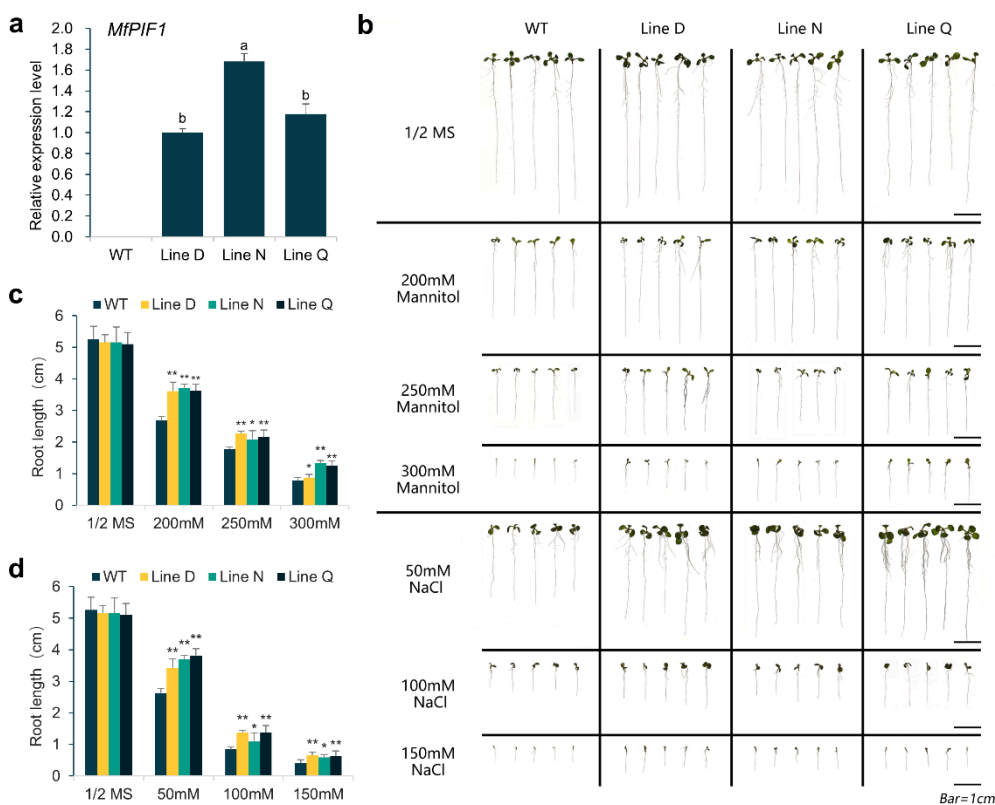 a
MfPIF1
Relative expression level
2.0
1.8
1.6
1.4
1.2
1.0
0.8
0.6
0.4
0.2
0.0
b
a
b
WT Line D Line N Line Q
b
WT Line D Line N Line Q
1/2 MS
200mM
Mannitol
250mM
Mannitol
300mM
Mannitol
50mM
NaCl
100mM
NaCl
150mM
NaCl
Bar=1cm
c
WT Line D Line N Line Q
Root length (cm)
6
5
4
3
2
1
0
** ** **
** * **
* ** **
1/2 MS 200mM 250mM 300mM
d
WT Line D Line N Line Q
Root length (cm)
6
5
4
3
2
1
0
** ** **
** * **
** * **
1/2 MS 50mM 100mM 150mM